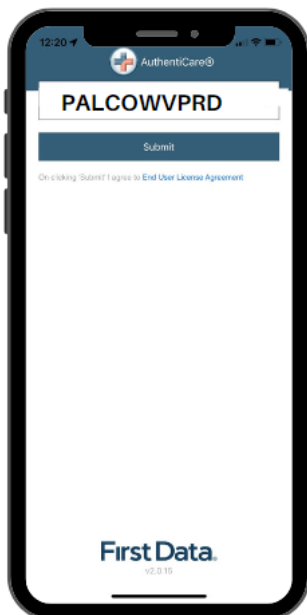 12:20
AuthentiCare®
PALCOWVPRD
Submit
On clicking 'Submit' I agree to End User License Agreement
First Data.
v2.0.15